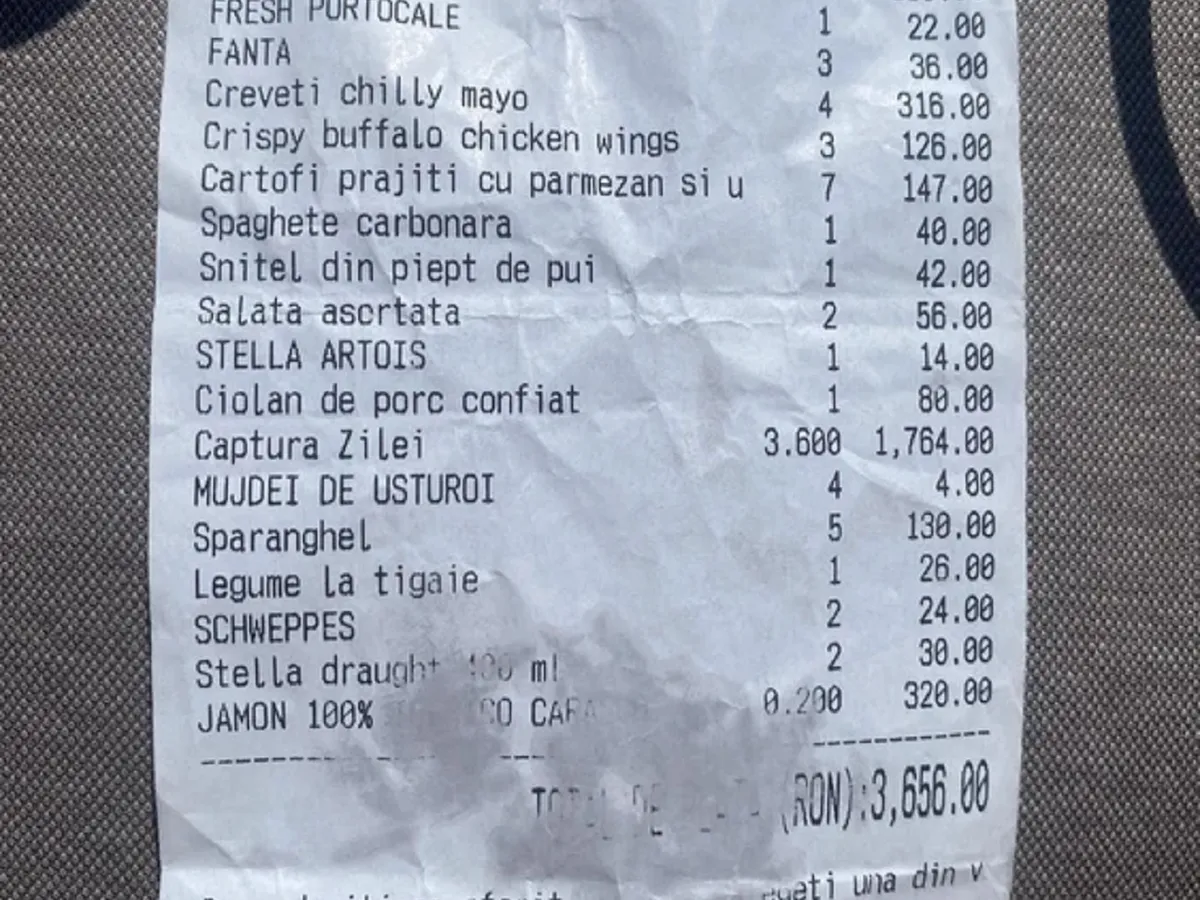 FRESH PORTOCALE 1 22.00
FANTA 3 36.00
Creveti chilly mayo 4 316.00
Crispy buffalo chicken wings 3 126.00
Cartofi prajiti cu parmezan si u 7 147.00
Spaghete carbonara 1 40.00
Snitel din piept de pui 1 42.00
Salata asortata 2 56.00
STELLA ARTOIS 1 14.00
Ciolan de porc confiat 1 80.00
Captura Zilei 3.600 1,764.00
MUJDEI DE USTUROI 4 4.00
Sparanghel 5 130.00
Legume la tigaie 1 26.00
SCHWEPPES 2 24.00
Stella draught ml 2 30.00
JAMON 100% 0.200 320.00
TOTAL DE (RON):3,656.00
una din v